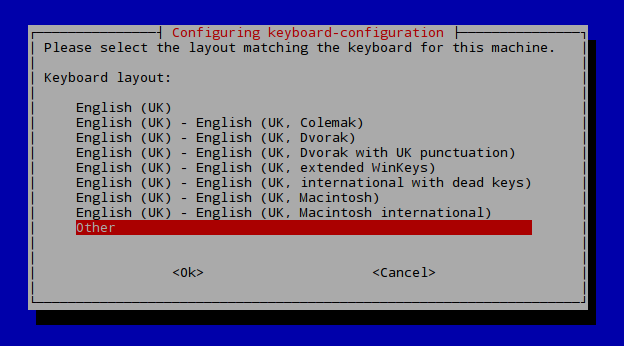 Configuring keyboard-configuration
Please select the layout matching the keyboard for this machine.
Keyboard layout:
English (UK)
English (UK) - English (UK, Colemak)
English (UK) - English (UK, Dvorak)
English (UK) - English (UK, Dvorak with UK punctuation)
English (UK) - English (UK, extended WinKeys)
English (UK) - English (UK, international with dead keys)
English (UK) - English (UK, Macintosh)
English (UK) - English (UK, Macintosh international)
Other
<Ok> <Cancel>